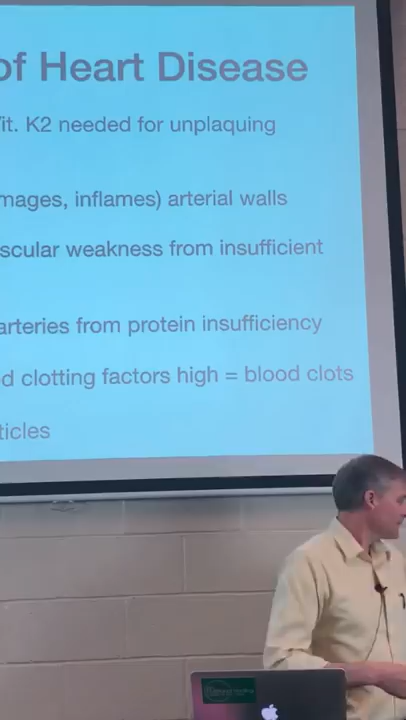 of Heart Disease
it. K2 needed for unplaquing
mages, inflames) arterial walls
scular weakness from insufficient
arteries from protein insufficiency
d clotting factors high = blood clots
ticles